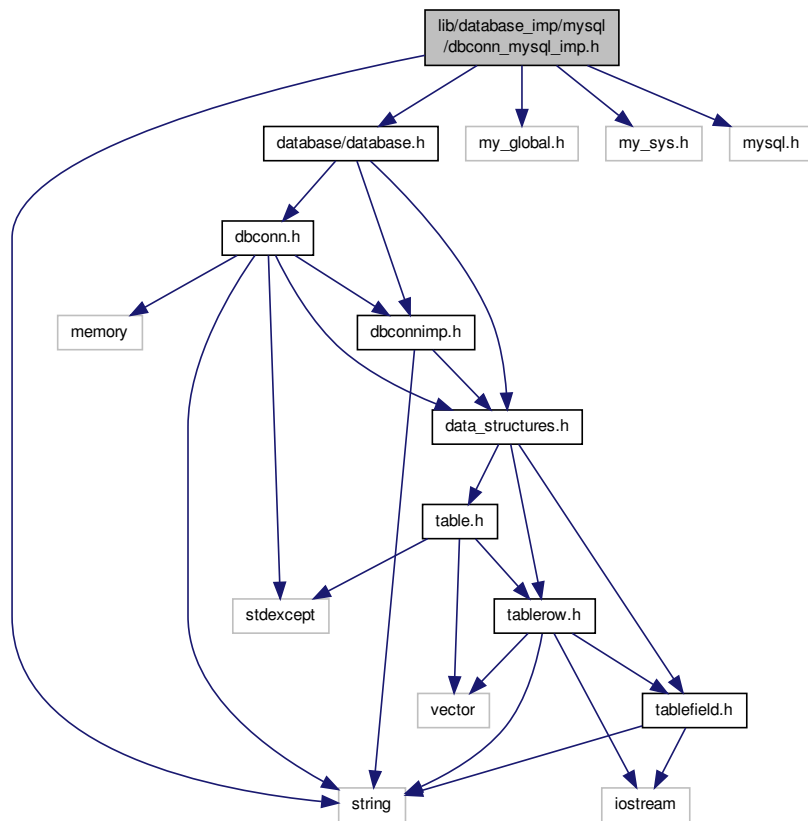 lib/database_imp/mysql
/dbconn_mysql_imp.h
database/database.h
my_global.h
my_sys.h
mysql.h
dbconn.h
memory
dbconnimp.h
data_structures.h
table.h
stdexcept
tablerow.h
vector
tablefield.h
string
iostream